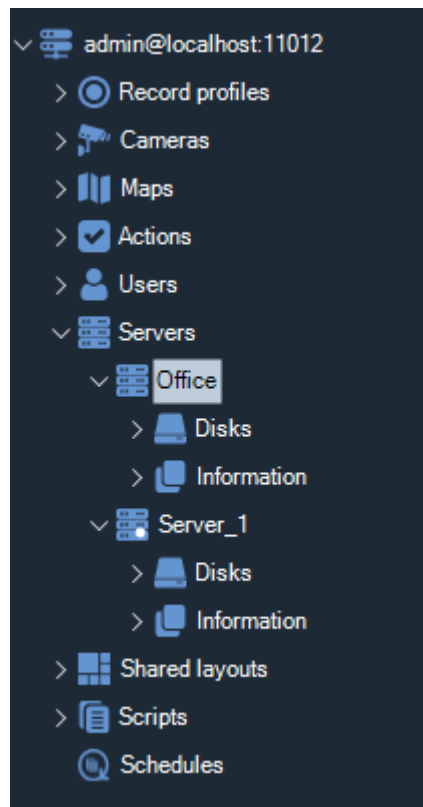 admin@localhost:11012
Record profiles
Cameras
Maps
Actions
Users
Servers
Office
Disks
Information
Server_1
Disks
Information
Shared layouts
Scripts
Schedules